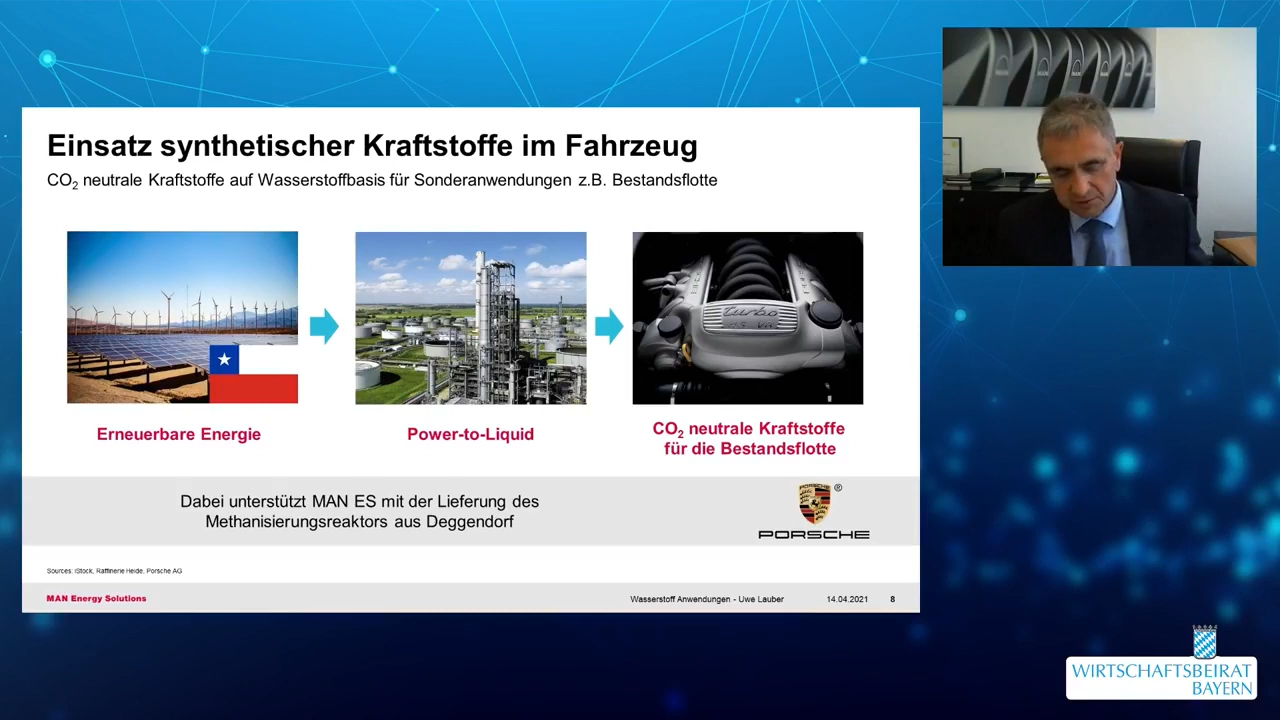 Einsatz synthetischer Kraftstoffe im Fahrzeug
CO2 neutrale Kraftstoffe auf Wasserstoffbasis für Sonderanwendungen z.B. Bestandsflotte
Erneuerbare Energie
Power-to-Liquid
CO2 neutrale Kraftstoffe
für die Bestandsflotte
turbo
Dabei unterstützt MAN ES mit der Lieferung des
Methanisierungsreaktors aus Deggendorf
®
PORSCHE
Sources: iStock, Raffinerie Heide, Porsche AG
MAN Energy Solutions
Wasserstoff Anwendungen - Uwe Lauber
14.04.2021
8
WIRTSCHAFTSBEIRAT
BAYERN